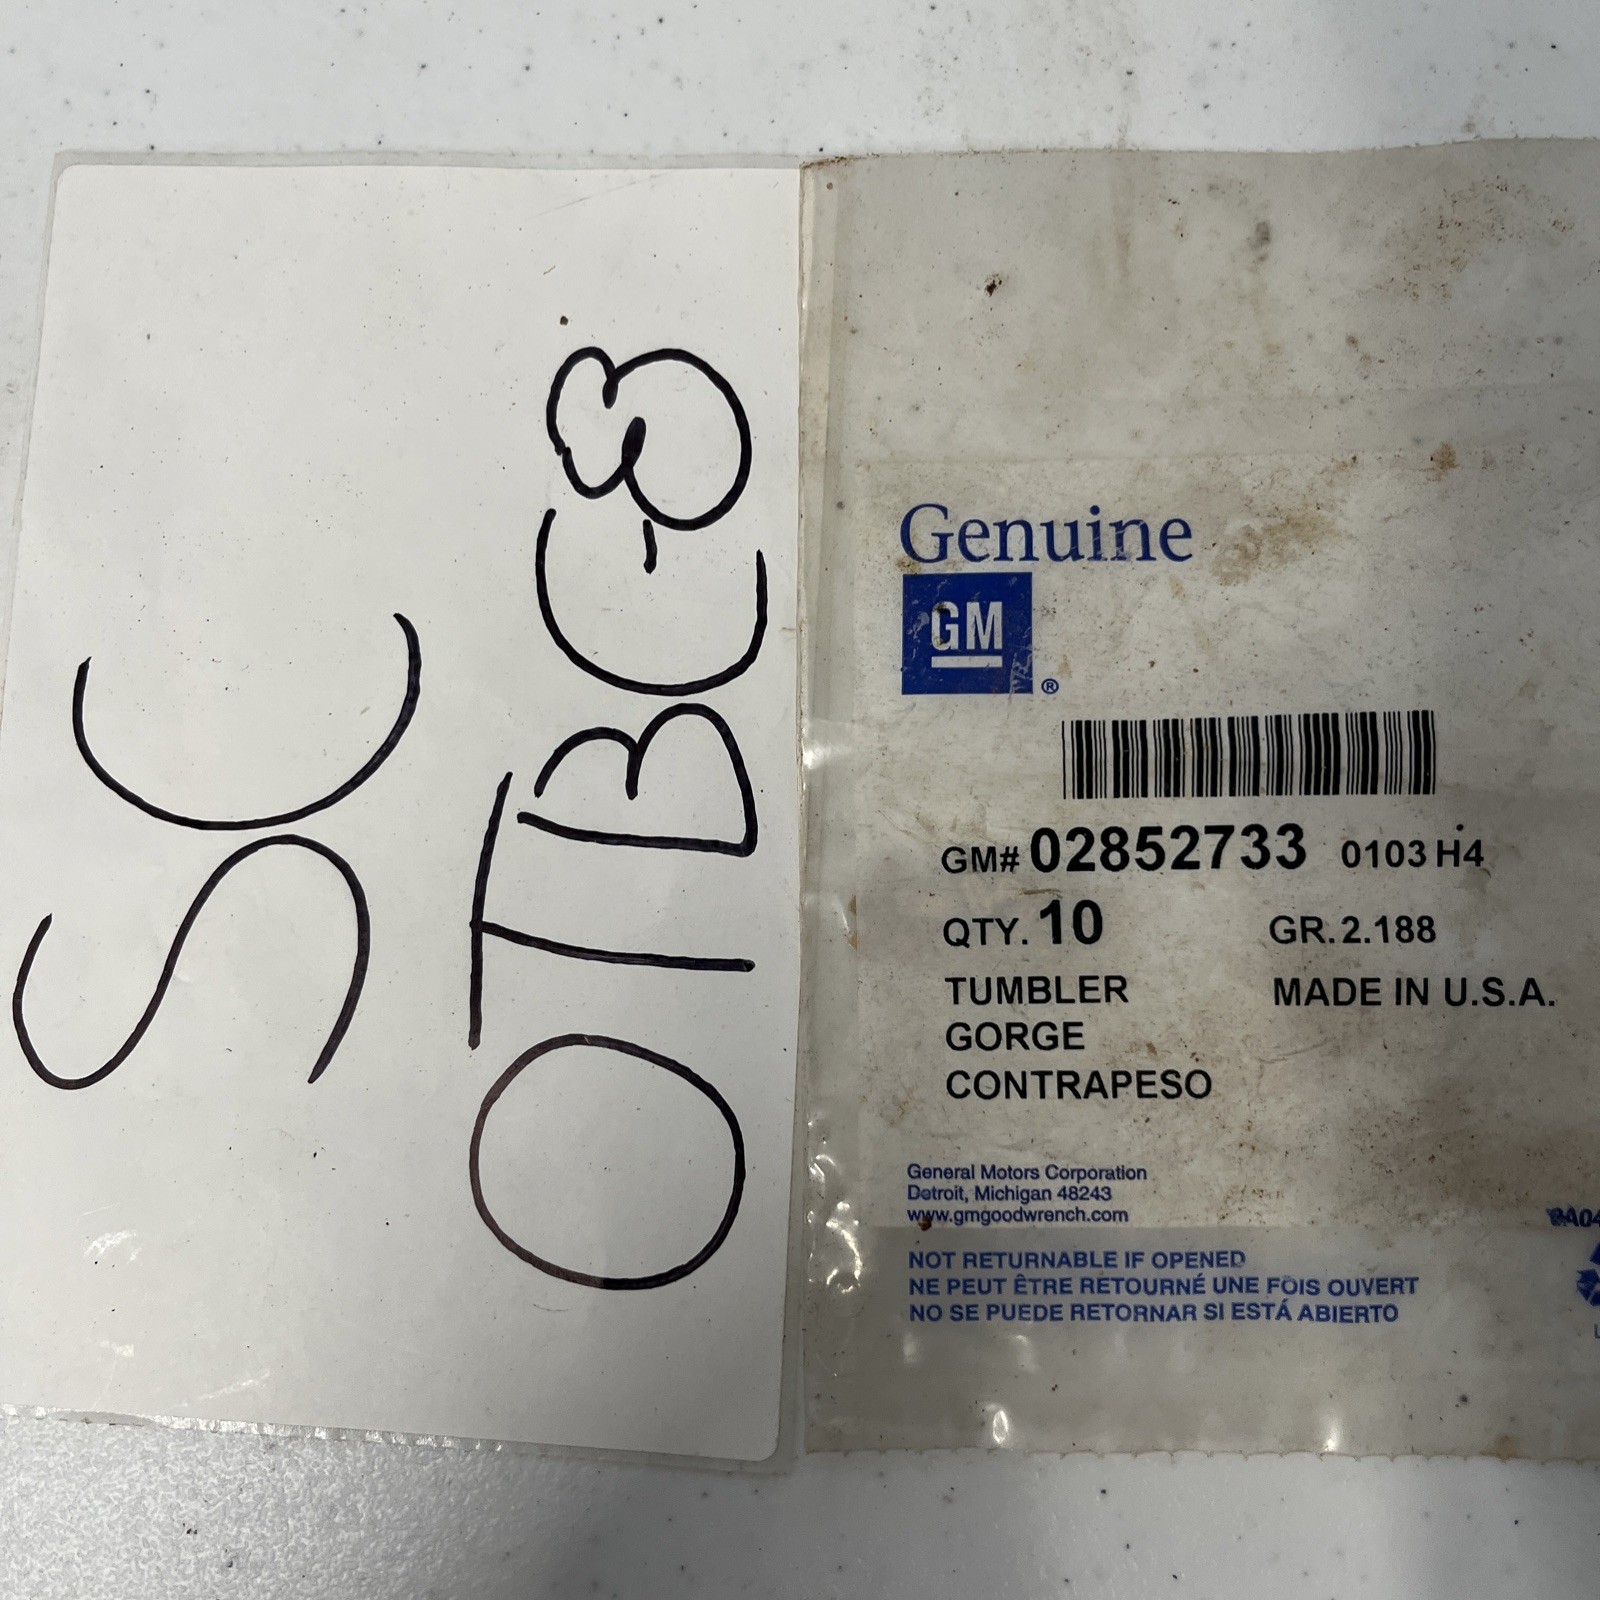 SC
OTBC-8
Genuine
GM
®
GM# 02852733 0103 H4
QTY. 10 GR. 2.188
TUMBLER MADE IN U.S.A.
GORGE
CONTRAPESO
General Motors Corporation
Detroit, Michigan 48243
www.gmgoodwrench.com
NOT RETURNABLE IF OPENED
NE PEUT ÊTRE RETOURNÉ UNE FOIS OUVERT
NO SE PUEDE RETORNAR SI ESTÁ ABIERTO